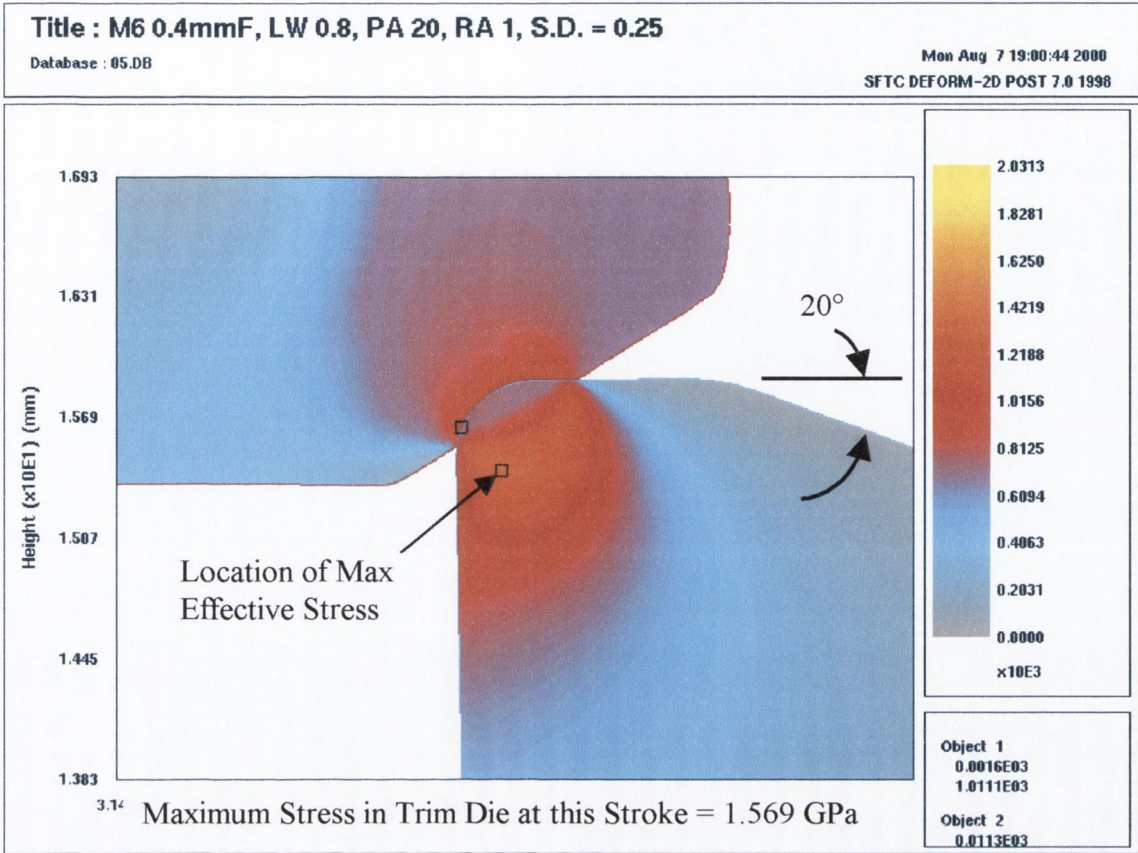 Title : M6 0.4mmF, LW 0.8, PA 20, RA 1, S.D. = 0.25
Database : 05.DB
Mon Aug 7 19:00:44 2000
SFTC DEFORM-2D POST 7.0 1998
Height (x10E1) (mm)
1.693
1.631
1.569
1.507
1.445
1.383
3.14
20°
Location of Max
Effective Stress
Maximum Stress in Trim Die at this Stroke = 1.569 GPa
2.0313
1.8281
1.6250
1.4219
1.2188
1.0156
0.8125
0.6094
0.4063
0.2031
0.0000
x10E3
Object 1
0.0016E03
1.0111E03
Object 2
0.0113E03